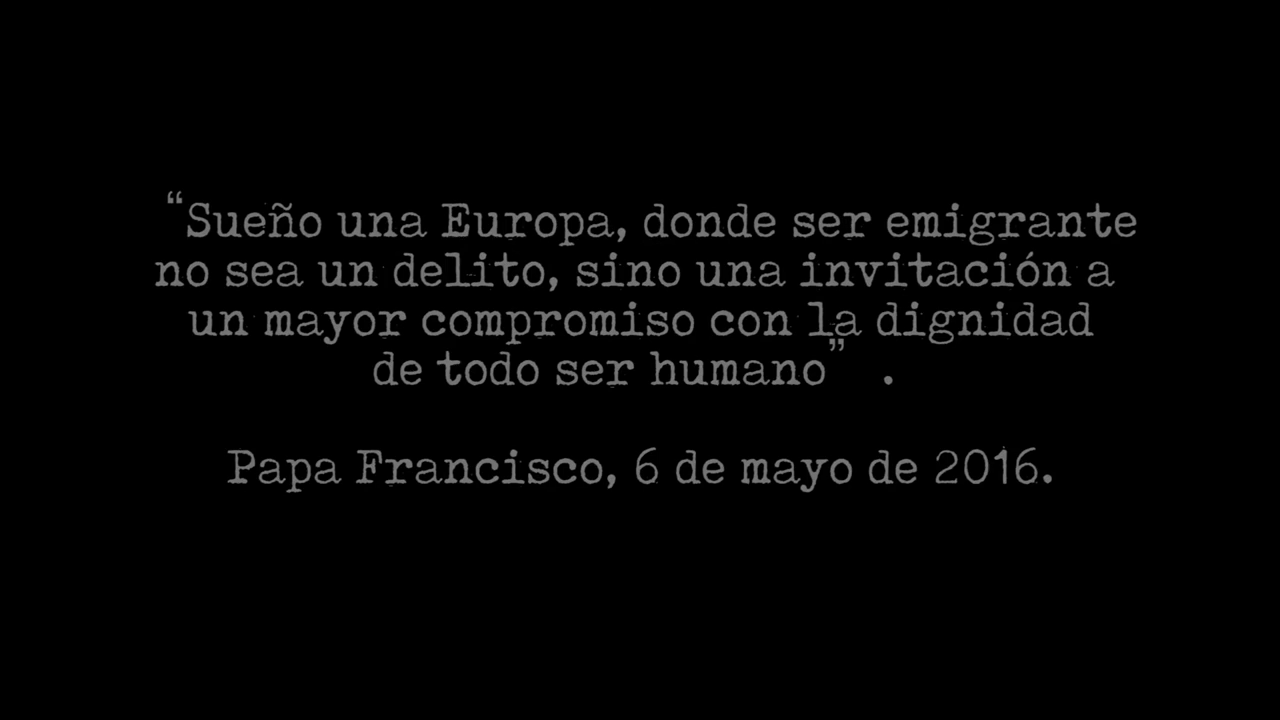 “Sueño una Europa, donde ser emigrante
no sea un delito, sino una invitación a
un mayor compromiso con la dignidad
de todo ser humano” .
Papa Francisco, 6 de mayo de 2016.